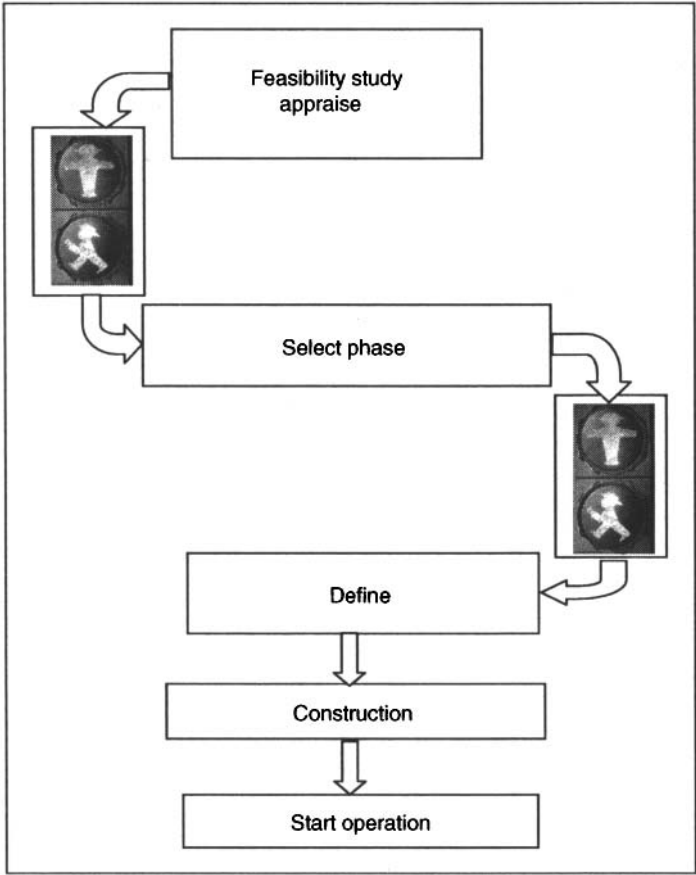 Feasibility study
appraise
Select phase
Define
Construction
Start operation